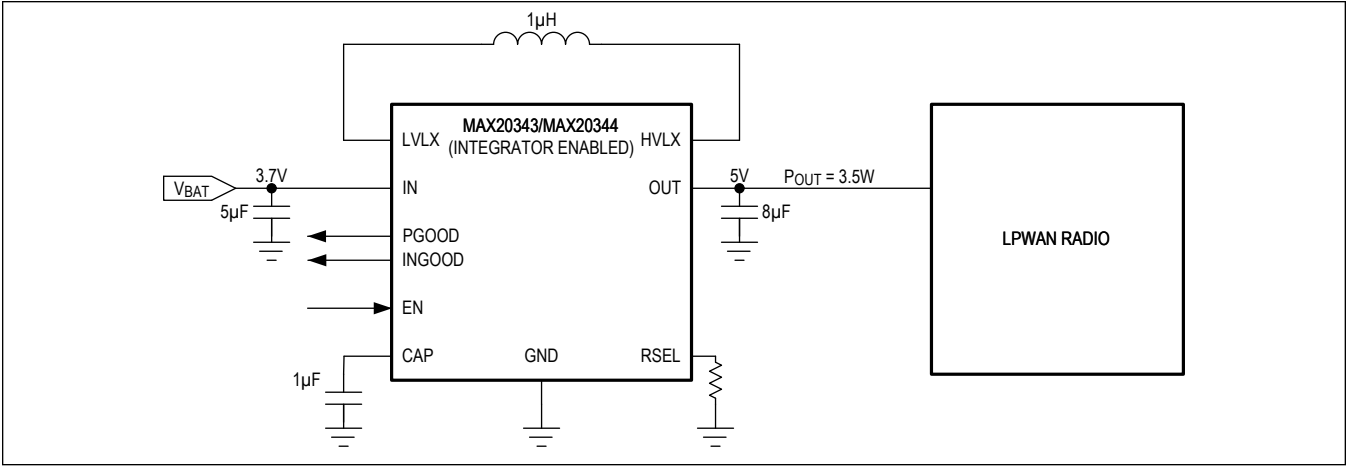 1µH
MAX20343/MAX20344
(INTEGRATOR ENABLED)
LVLX
HVLX
VBAT
3.7V
IN
OUT
5V
POUT = 3.5W
5µF
8µF
PGOOD
INGOOD
LPWAN RADIO
EN
CAP
GND
RSEL
1µF